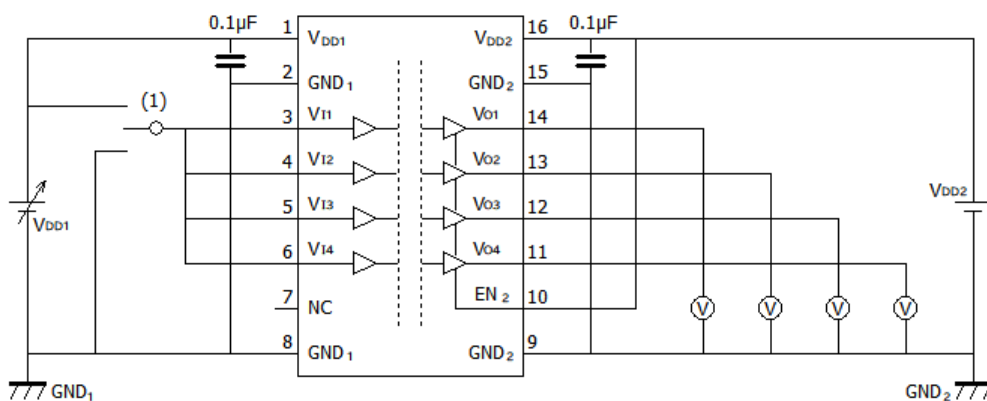 0.1μF 1 16 0.1μF
VDD1 VDD2
2 15
GND1 GND2
(1) 3 VI1 VO1 14
4 VI2 VO2 13
5 VI3 VO3 12
VDD1 VDD2
6 VI4 VO4 11
7 NC EN2 10
V V V V
8 GND1 GND2 9
GND1 GND2